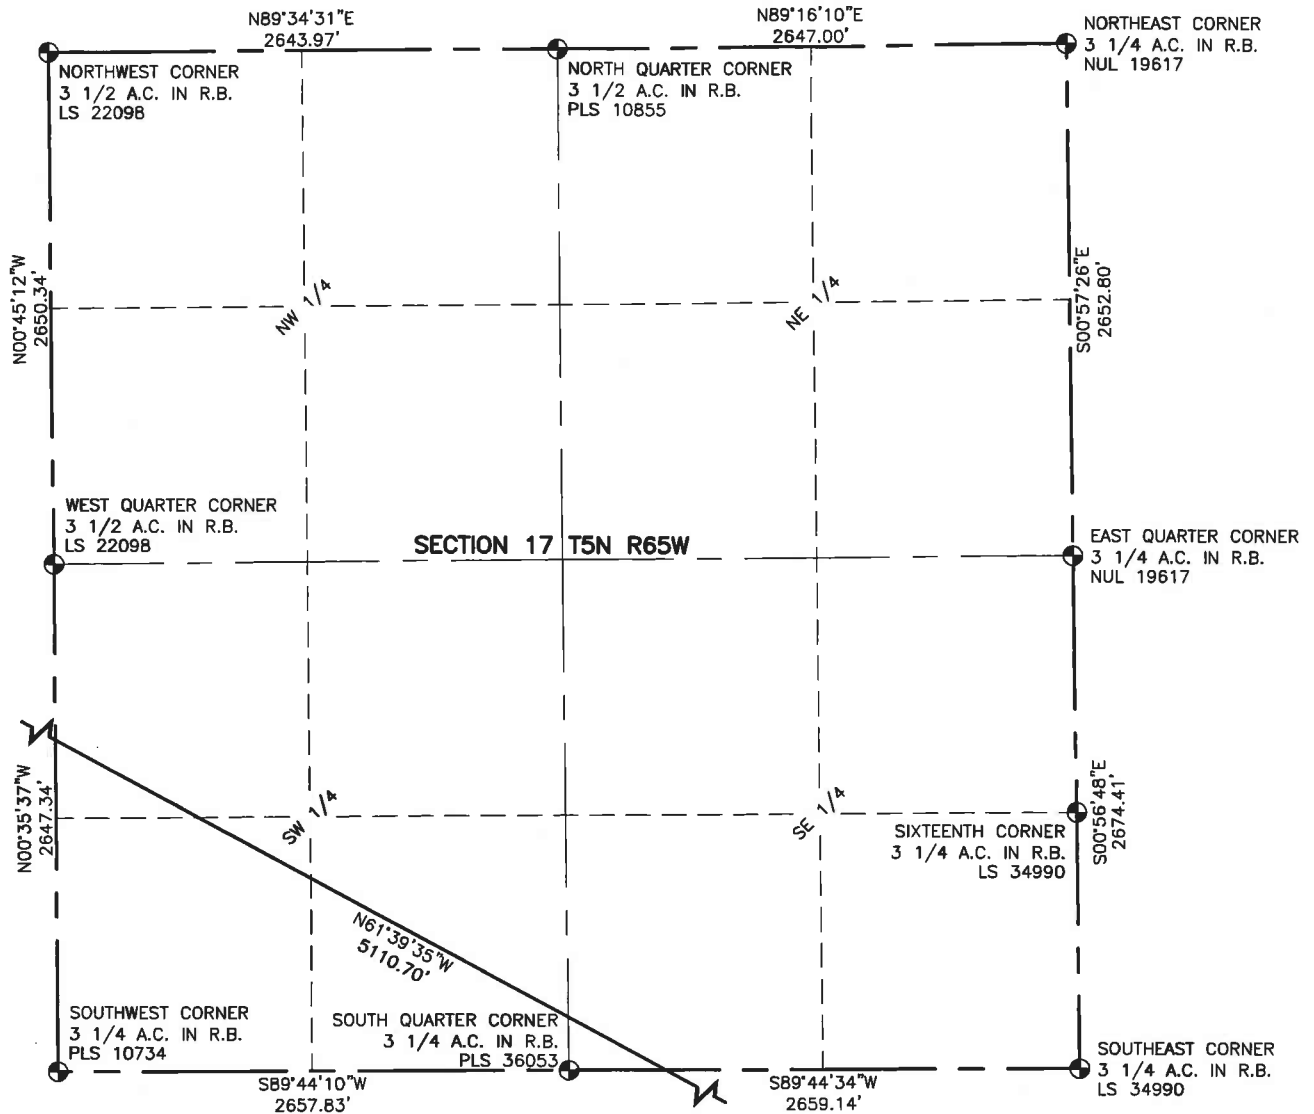 N89°34'31"E
2643.97'
N89°16'10"E
2647.00'
NORTHEAST CORNER
3 1/4 A.C. IN R.B.
NUL 19617
NORTHWEST CORNER
3 1/2 A.C. IN R.B.
LS 22098
NORTH QUARTER CORNER
3 1/2 A.C. IN R.B.
PLS 10855
N00°45'12"W
2650.34'
NW 1/4
NE 1/4
S00°57'26"E
2652.80'
WEST QUARTER CORNER
3 1/2 A.C. IN R.B.
LS 22098
SECTION 17 T5N R65W
EAST QUARTER CORNER
3 1/4 A.C. IN R.B.
NUL 19617
N00°35'37"W
2647.34'
SW 1/4
SE 1/4
SIXTEENTH CORNER
3 1/4 A.C. IN R.B.
LS 34990
S00°56'48"E
2674.41'
N61°39'35"W
5110.70'
SOUTHWEST CORNER
3 1/4 A.C. IN R.B.
PLS 10734
SOUTH QUARTER CORNER
3 1/4 A.C. IN R.B.
PLS 36053
SOUTHEAST CORNER
3 1/4 A.C. IN R.B.
LS 34990
S89°44'10"W
2657.83'
S89°44'34"W
2659.14'